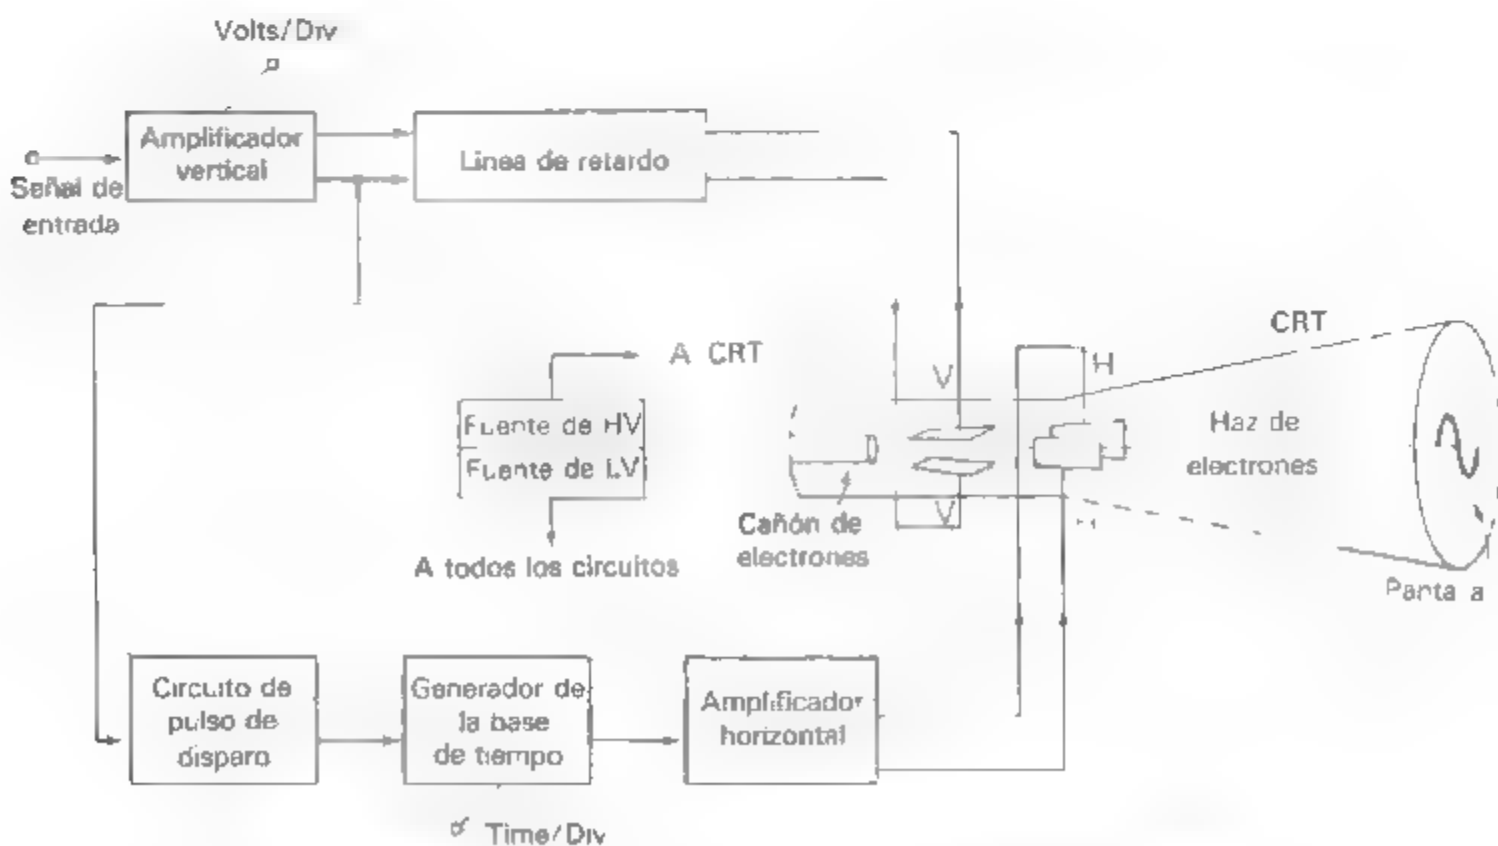 Volts/Div
Amplificador
vertical
Línea de retardo
Señal de
entrada
A CRT
Fuente de HV
Fuente de LV
A todos los circuitos
V
H
CRT
Haz de
electrones
V
H
Cañón de
electrones
Circuito de
pulso de
disparo
Generador de
la base
de tiempo
Amplificador
horizontal
Time/Div